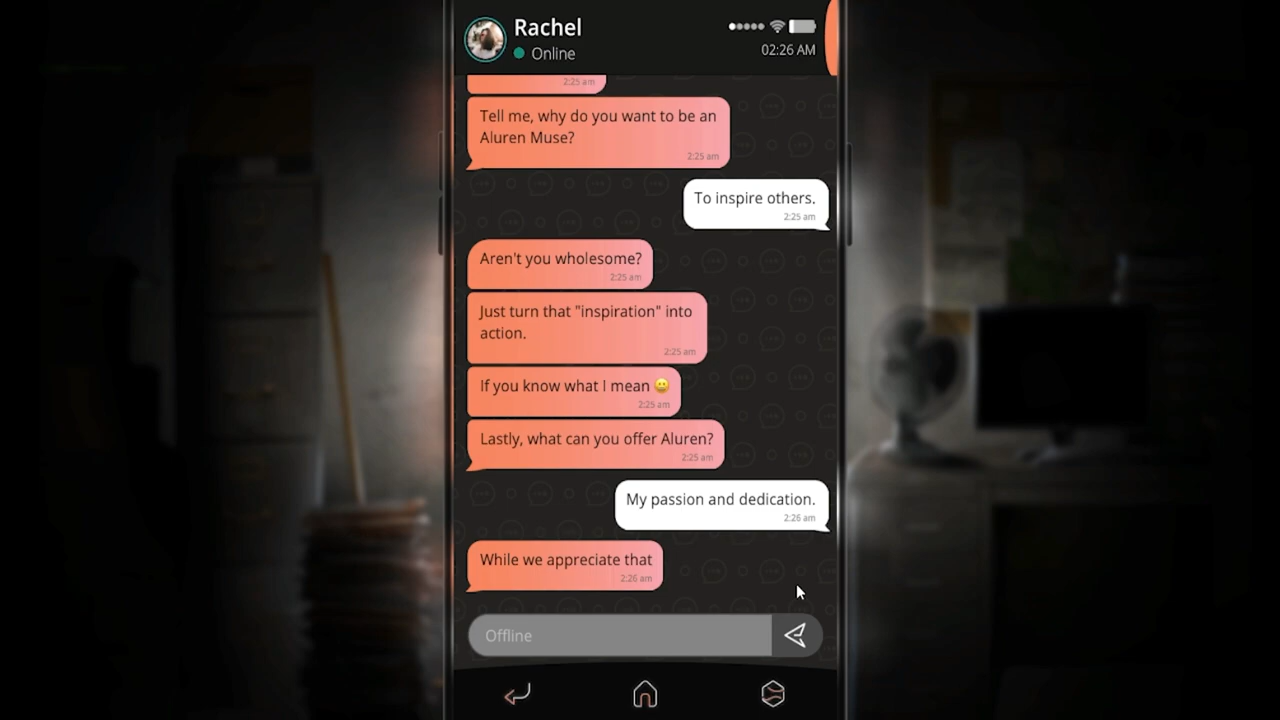 Rachel
Online
02:26 AM
2:25 am
Tell me, why do you want to be an
Aluren Muse?
2:25 am
To inspire others.
2:25 am
Aren't you wholesome?
2:25 am
Just turn that "inspiration" into
action.
2:25 am
If you know what I mean 😀
2:25 am
Lastly, what can you offer Aluren?
2:25 am
My passion and dedication.
2:26 am
While we appreciate that
2:26 am
Offline